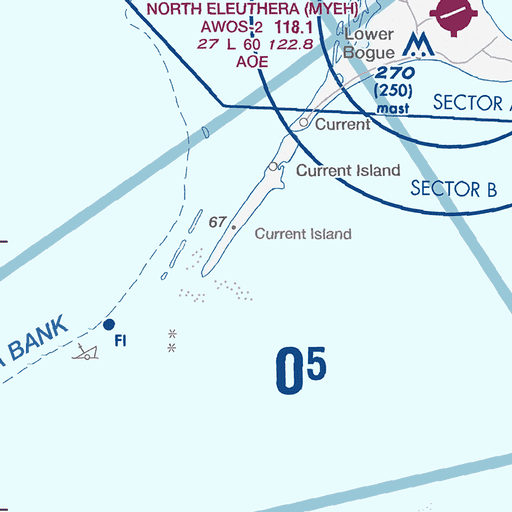 NORTH ELEUTHERA (MYEH)
AWOS-2 118.1
27 L 60 122.8
AOE
Lower
Bogue
270
(250)
mast
SECTOR A
Current
Current Island
SECTOR B
67
Current Island
BANK
Fl
05